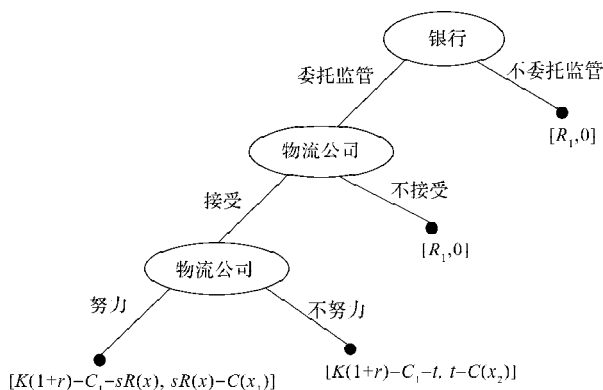 银行
委托监管
不委托监管
[R₁,0]
物流公司
接受
不接受
[R₁,0]
物流公司
努力
不努力
[K(1+r)−C₁−sR(x), sR(x)−C(x₁)]
[K(1+r)−C₁−t, t−C(x₂)]